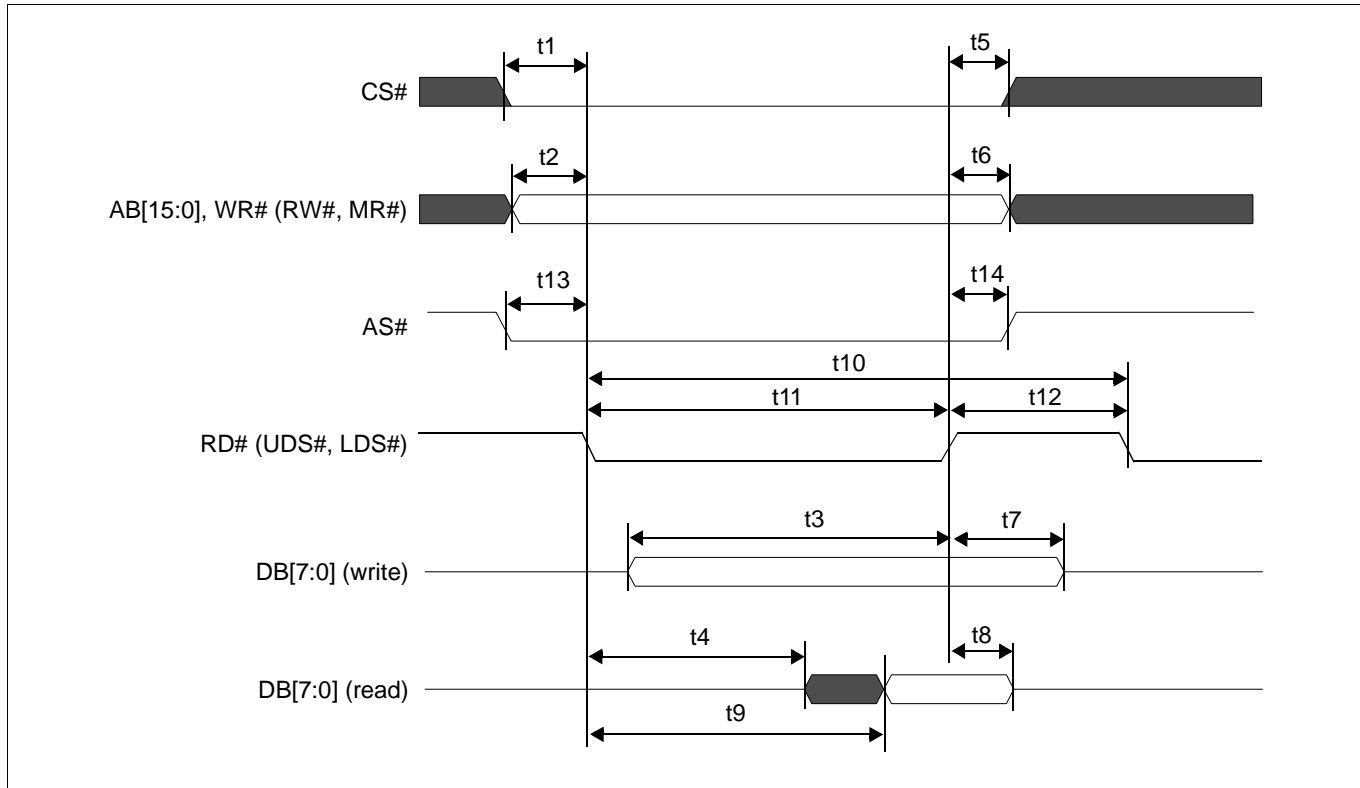 t1
t5
CS#
t2
t6
AB[15:0], WR# (RW#, MR#)
t13
t14
AS#
t10
t11
t12
RD# (UDS#, LDS#)
t3
t7
DB[7:0] (write)
t4
t8
DB[7:0] (read)
t9